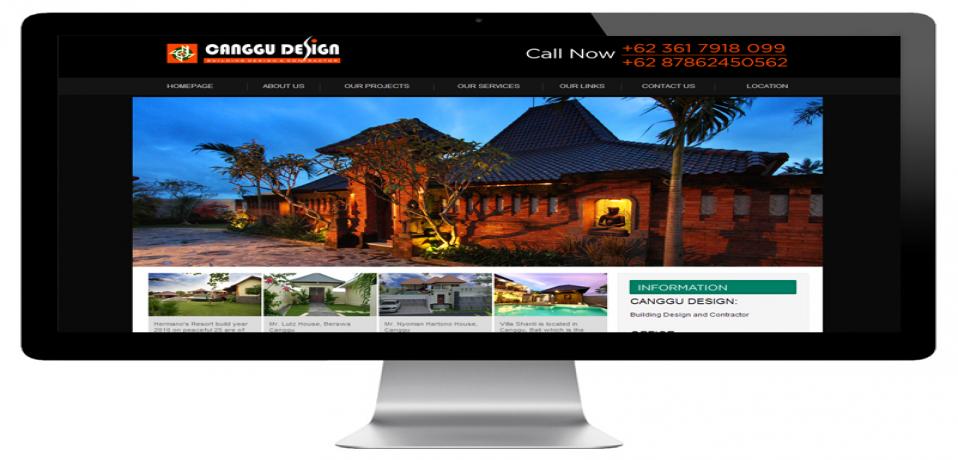 CANGGU DESIGN
BUILDING DESIGN & CONTRACTOR
Call Now +62 361 7918 099
+62 87862450562
HOMEPAGE ABOUT US OUR PROJECTS OUR SERVICES OUR LINKS CONTACT US LOCATION
Hermano's Resort build year
2010 on peaceful 25 are of
Mr. Lutz House, Berawa
Canggu
Mr. Nyoman Hartono House,
Canggu
Villa Shanti is located in
Canggu, Bali which is the
INFORMATION
CANGGU DESIGN:
Building Design and Contractor